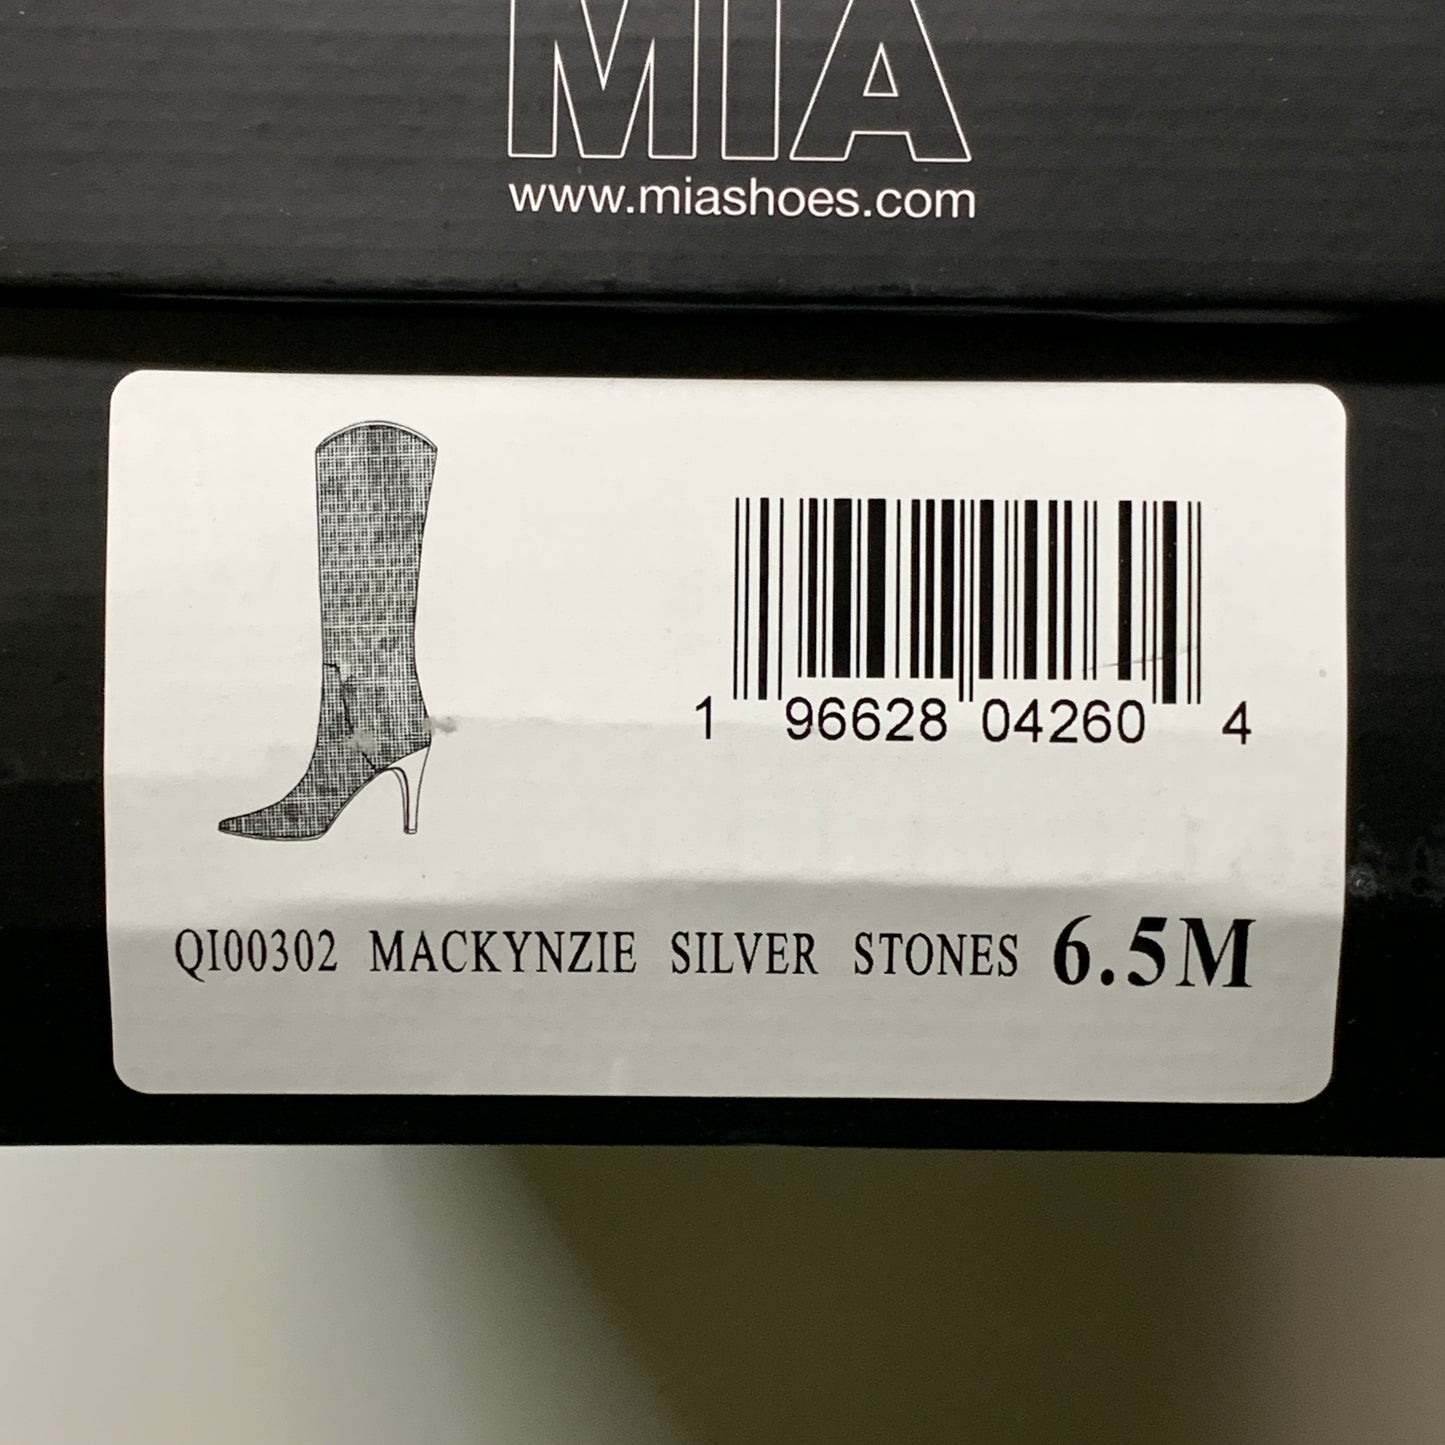 MIA
www.miashoes.com
1 96628 04260 4
QI00302 MACKYNZIE SILVER STONES 6.5M